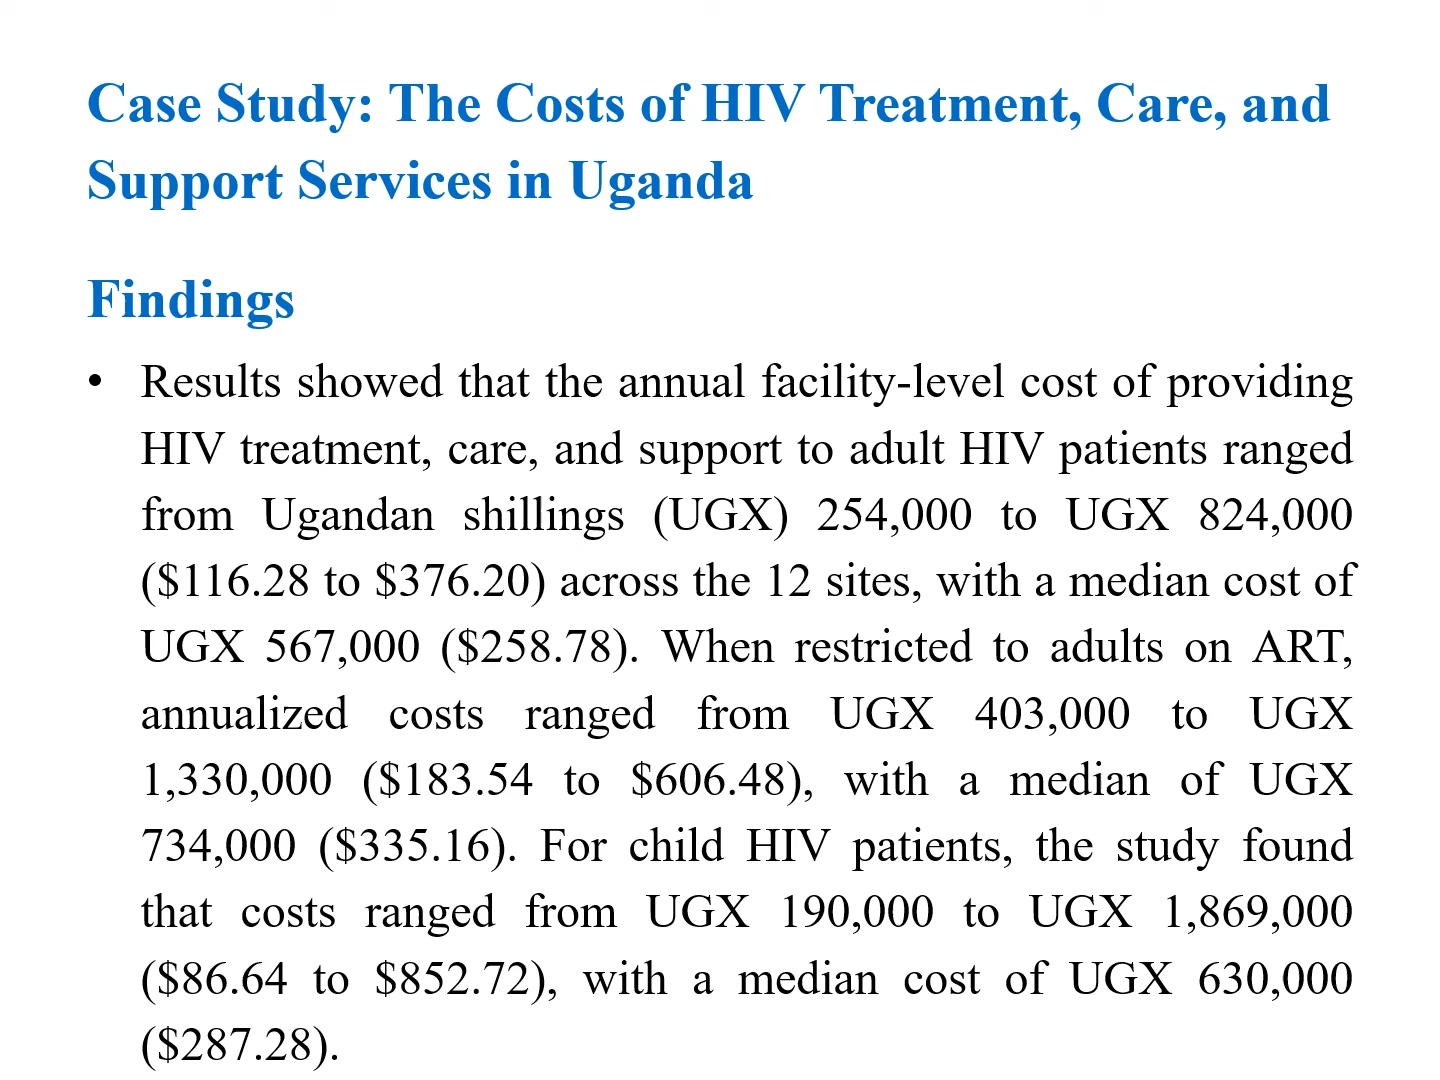 Case Study: The Costs of HIV Treatment, Care, and
Support Services in Uganda
Findings
• Results showed that the annual facility-level cost of providing
HIV treatment, care, and support to adult HIV patients ranged
from Ugandan shillings (UGX) 254,000 to UGX 824,000
($116.28 to $376.20) across the 12 sites, with a median cost of
UGX 567,000 ($258.78). When restricted to adults on ART,
annualized costs ranged from UGX 403,000 to UGX
1,330,000 ($183.54 to $606.48), with a median of UGX
734,000 ($335.16). For child HIV patients, the study found
that costs ranged from UGX 190,000 to UGX 1,869,000
($86.64 to $852.72), with a median cost of UGX 630,000
($287.28).